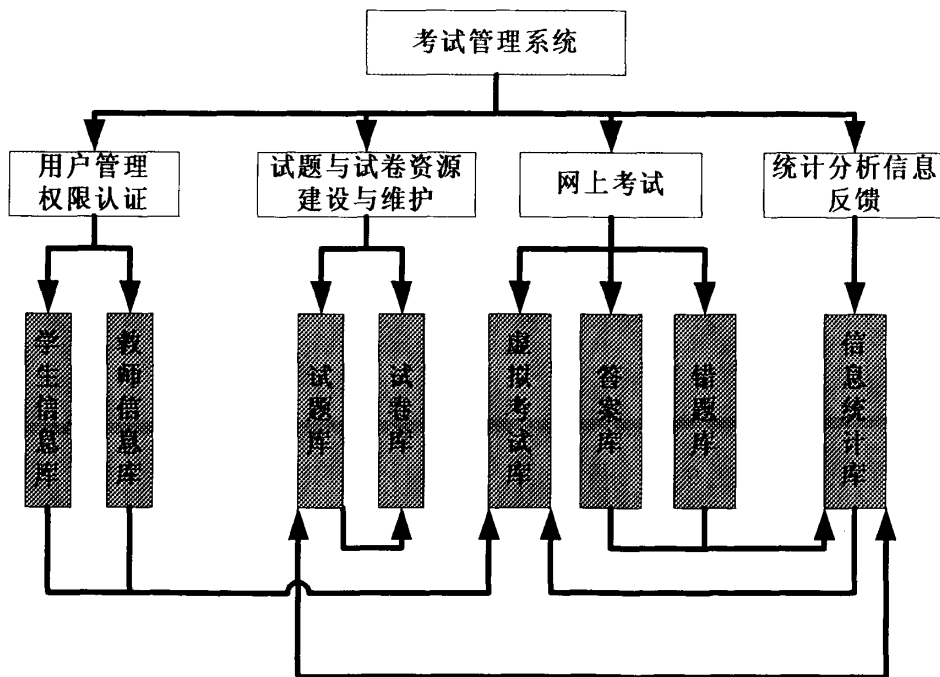 考试管理系统
用户管理
权限认证
试题与试卷资源
建设与维护
网上考试
统计分析信息
反馈
学生信息库
教师信息库
试题库
试卷库
虚拟考试库
答案库
错题库
信息统计库